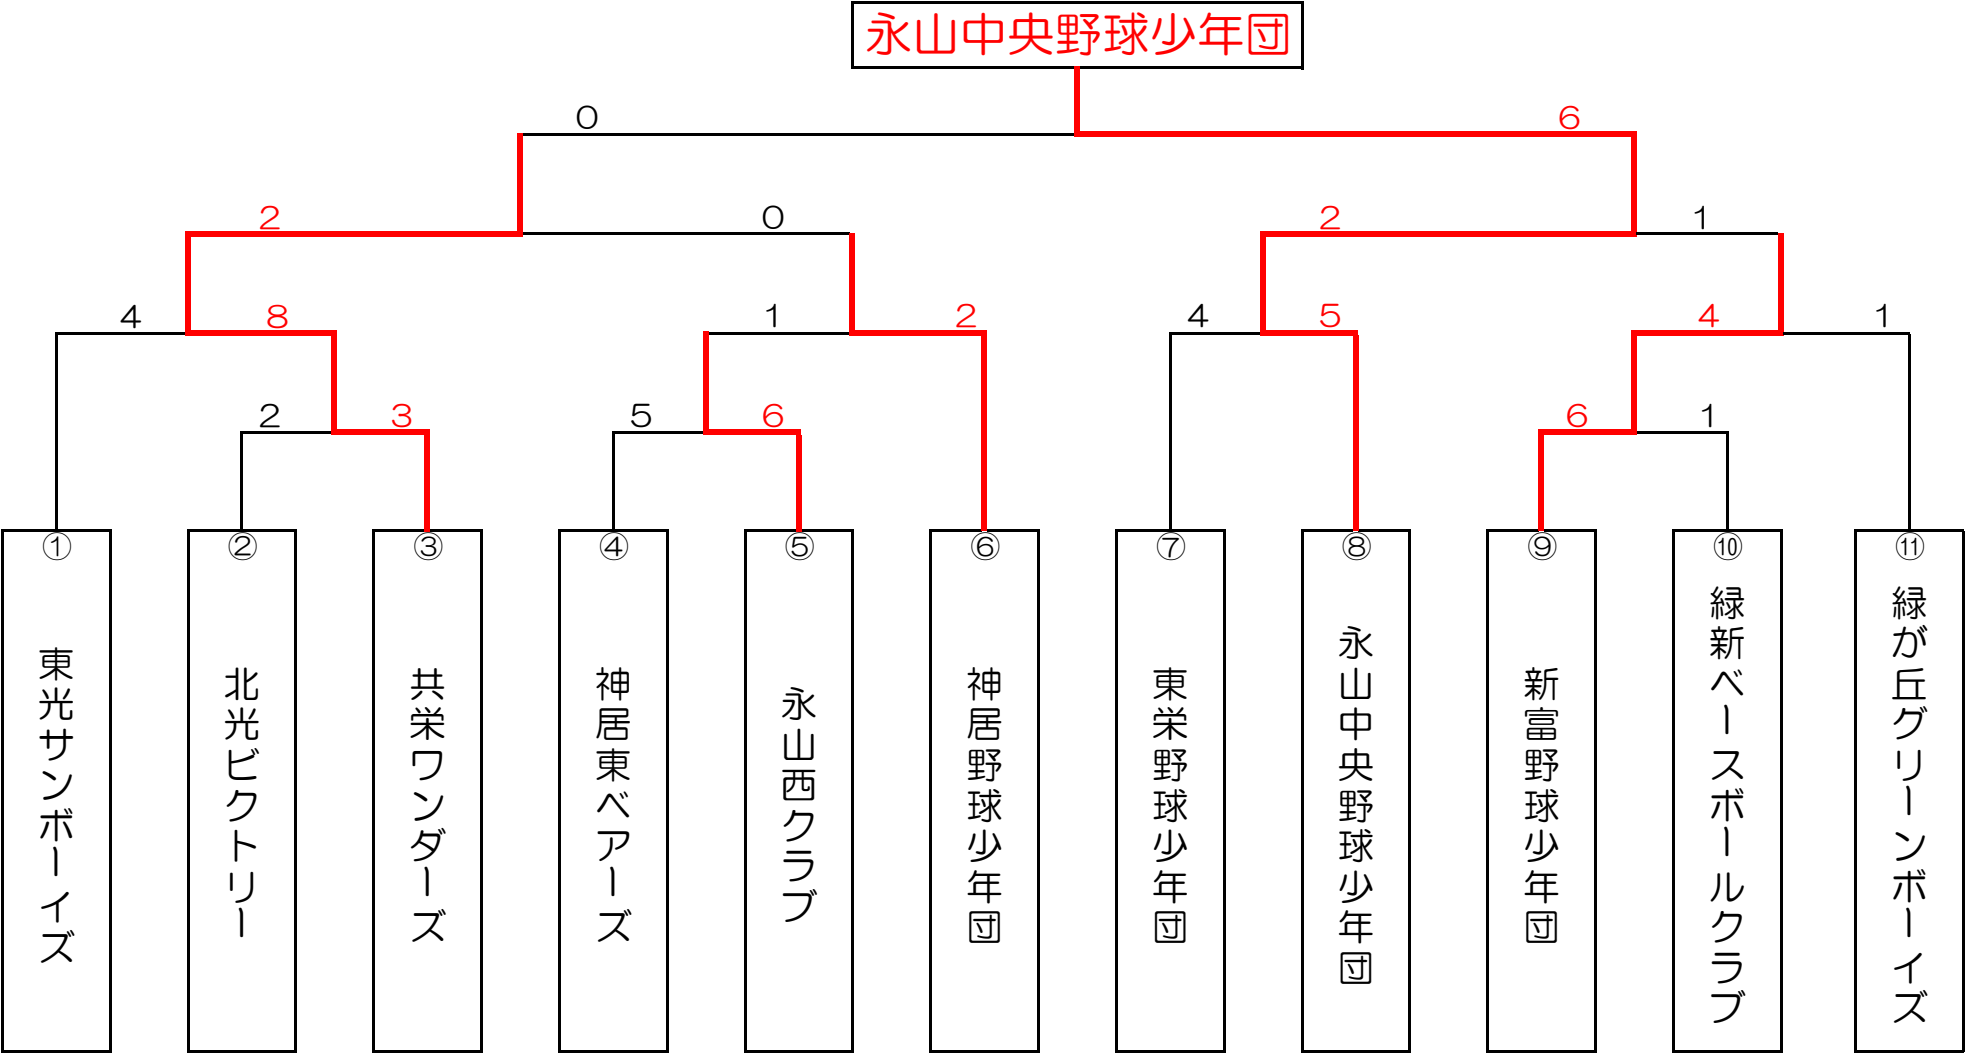 永山中央野球少年団
0 6
2 0 2 1
4 8 1 2 4 5 4 1
2 3 5 6 6 1
① 東光サンボーイズ
② 北光ビクトリー
③ 共栄ワンダーズ
④ 神居東ベアーズ
⑤ 永山西クラブ
⑥ 神居野球少年団
⑦ 東栄野球少年団
⑧ 永山中央野球少年団
⑨ 新富野球少年団
⑩ 緑新ベースボールクラブ
⑪ 緑が丘グリーンボーイズ